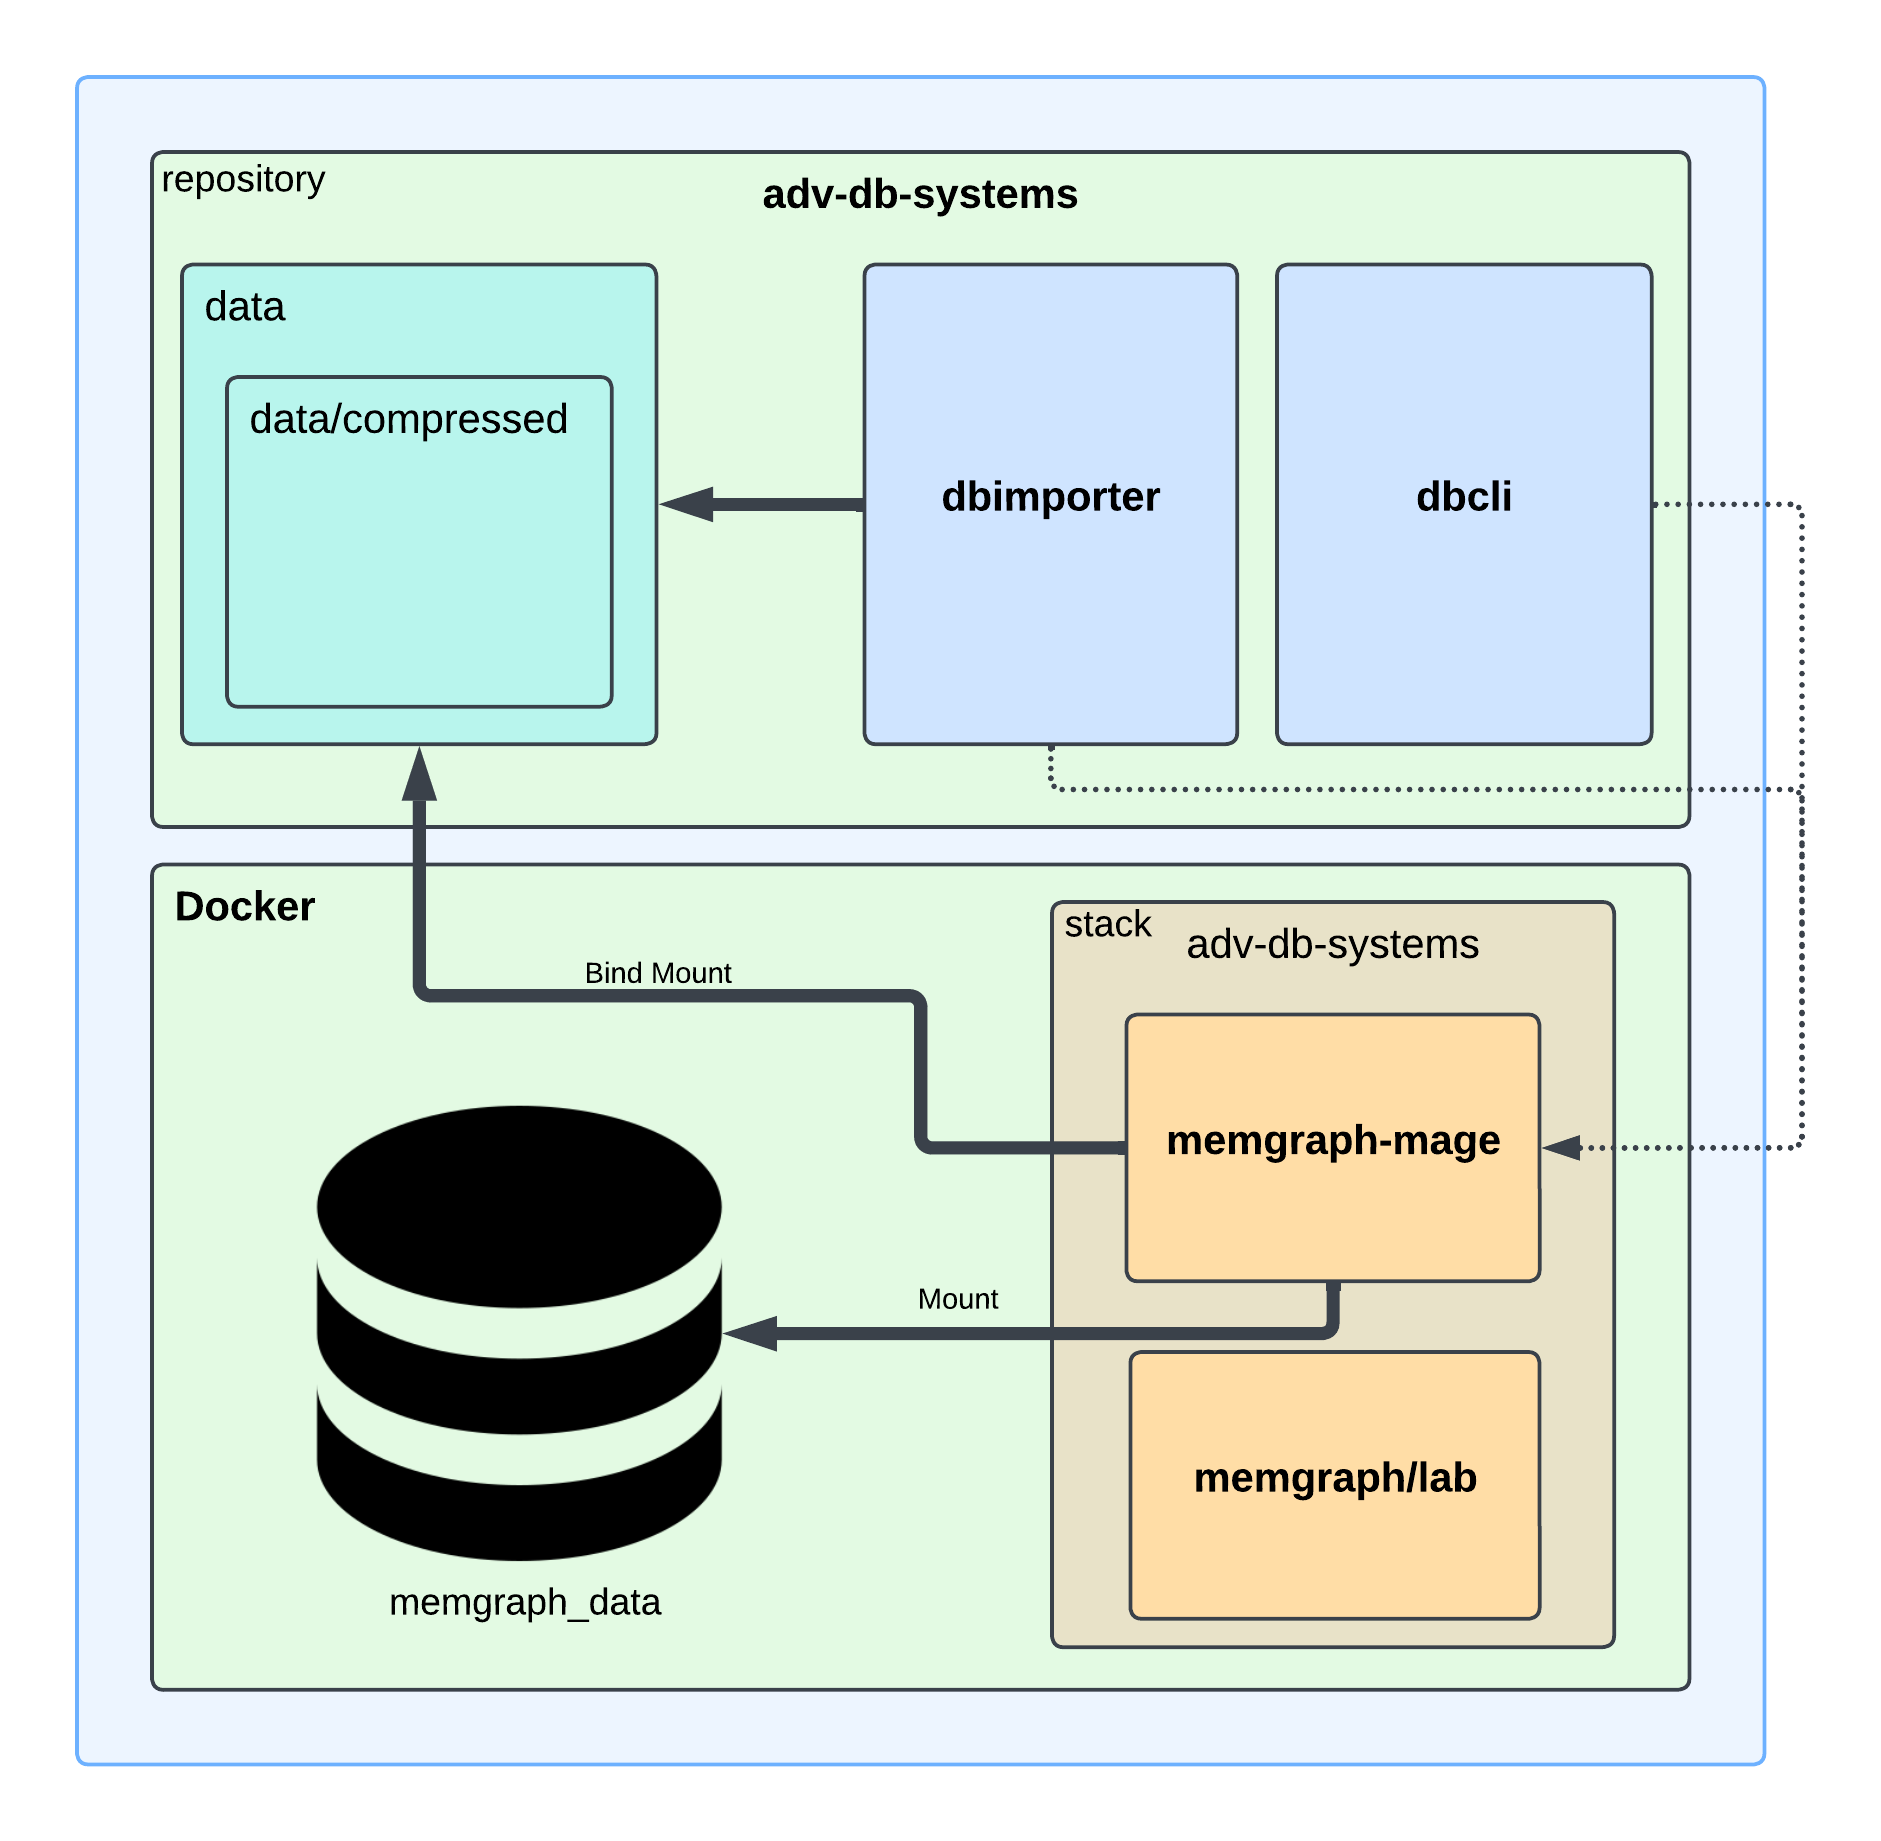 repository
adv-db-systems
data
data/compressed
dbimporter
dbcli
Docker
stack
adv-db-systems
Bind Mount
memgraph-mage
Mount
memgraph/lab
memgraph_data